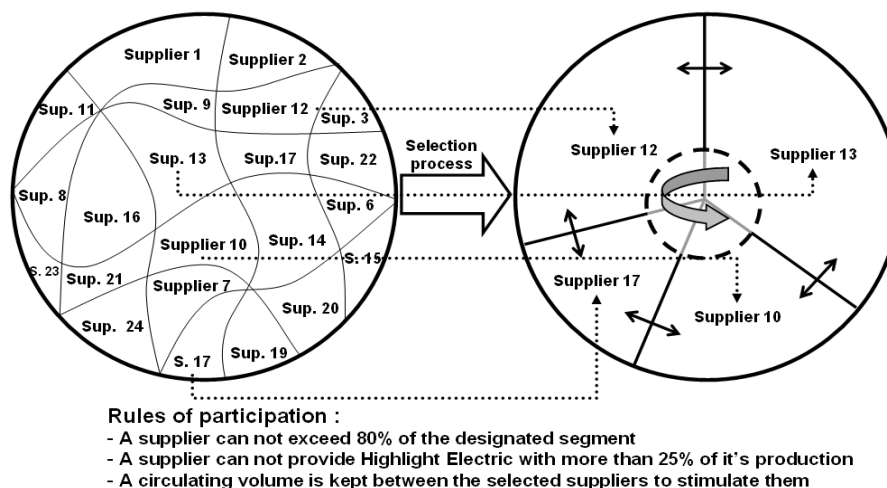 Supplier 1
Supplier 2
Sup. 11
Sup. 9
Supplier 12
Sup. 3
Sup. 13
Sup.17
Sup. 22
Sup. 8
Sup. 16
Sup. 6
Supplier 10
Sup. 14
S. 15
S. 23
Sup. 21
Supplier 7
Sup. 20
Sup. 24
S. 17
Sup. 19
Selection
process
Supplier 12
Supplier 13
Supplier 17
Supplier 10
Rules of participation :
- A supplier can not exceed 80% of the designated segment
- A supplier can not provide Highlight Electric with more than 25% of it's production
- A circulating volume is kept between the selected suppliers to stimulate them